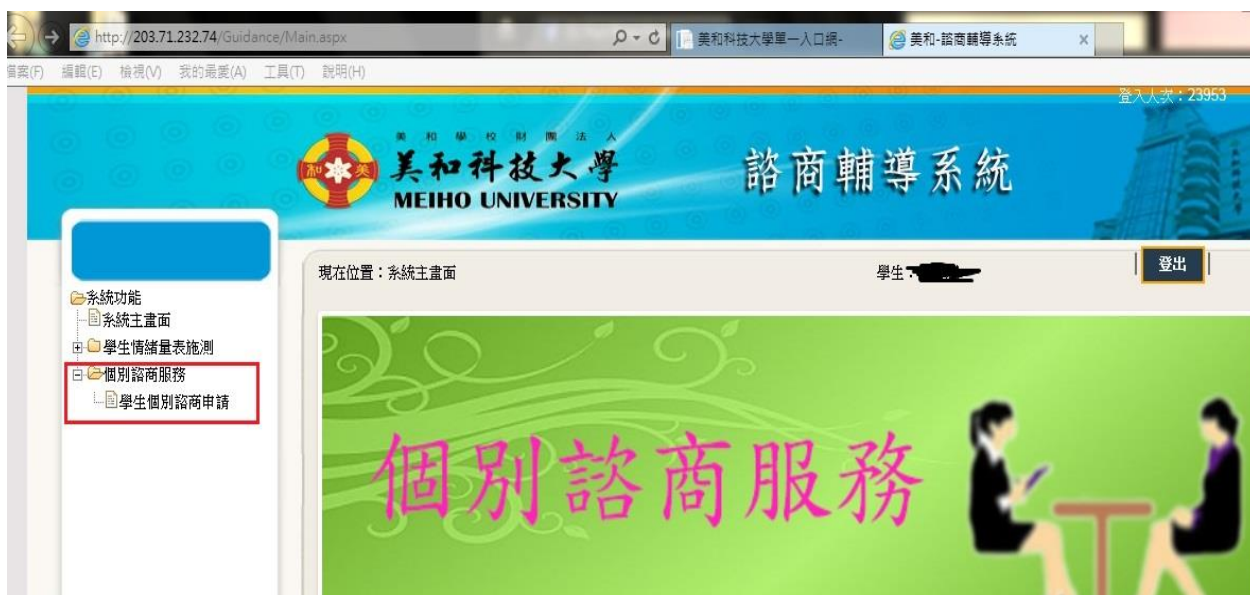 http://203.71.232.74/Guidance/Main.aspx
美和科技大學單一入口網-
美和-諮商輔導系統
檔案(F) 編輯(E) 檢視(V) 我的最愛(A) 工具(T) 說明(H)
登入人次：23953
美和學校財團法人
美和科技大學
MEIHO UNIVERSITY
諮商輔導系統
和 美
現在位置：系統主畫面
學生：
登出
系統功能
系統主畫面
學生情緒量表施測
個別諮商服務
學生個別諮商申請
個別諮商服務